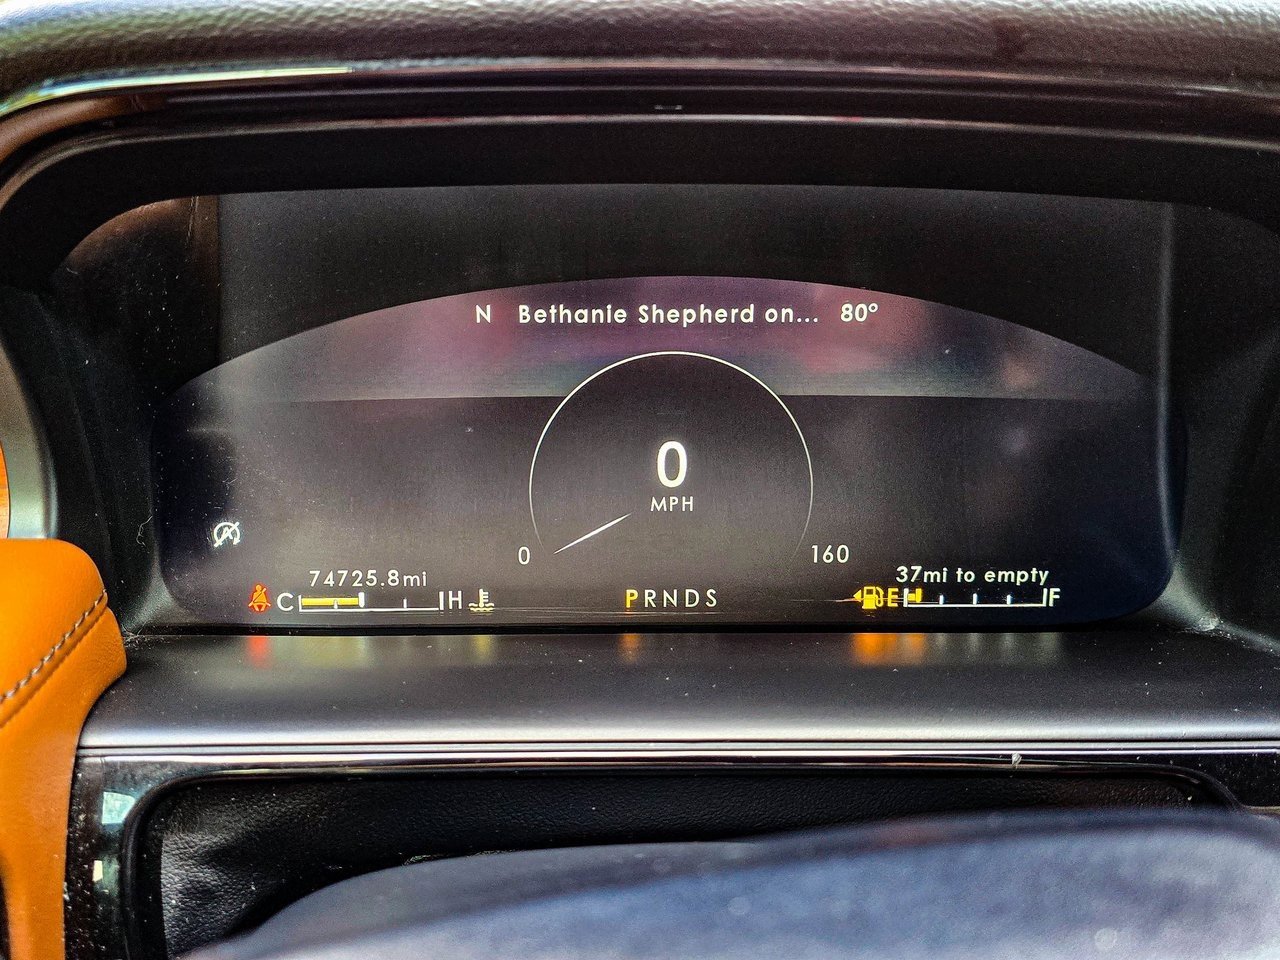 N Bethanie Shepherd on... 80°
0
MPH
0 160
74725.8mi 37mi to empty
C H PRNDS E F